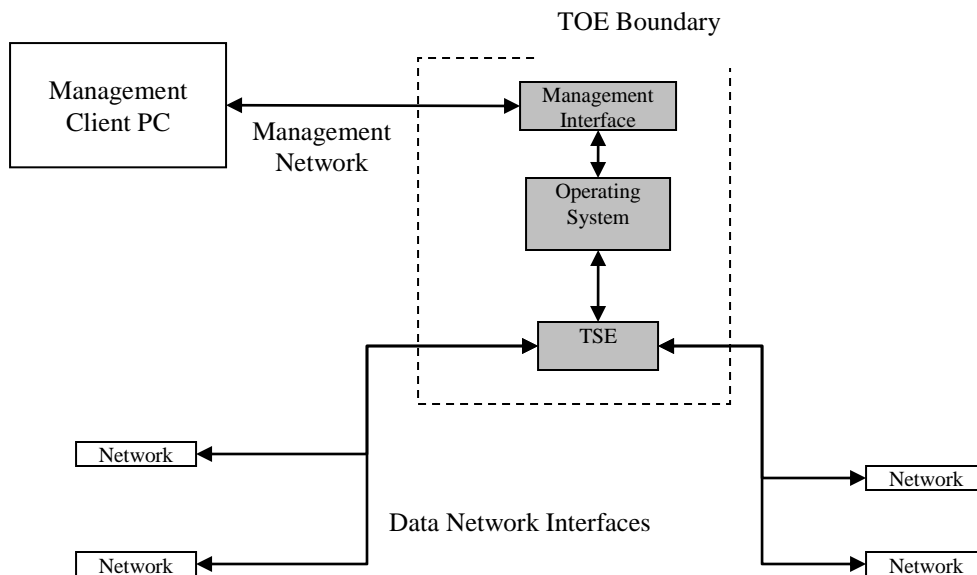 TOE Boundary
Management
Client PC
Management
Interface
Management
Network
Operating
System
TSE
Network
Network
Data Network Interfaces
Network
Network